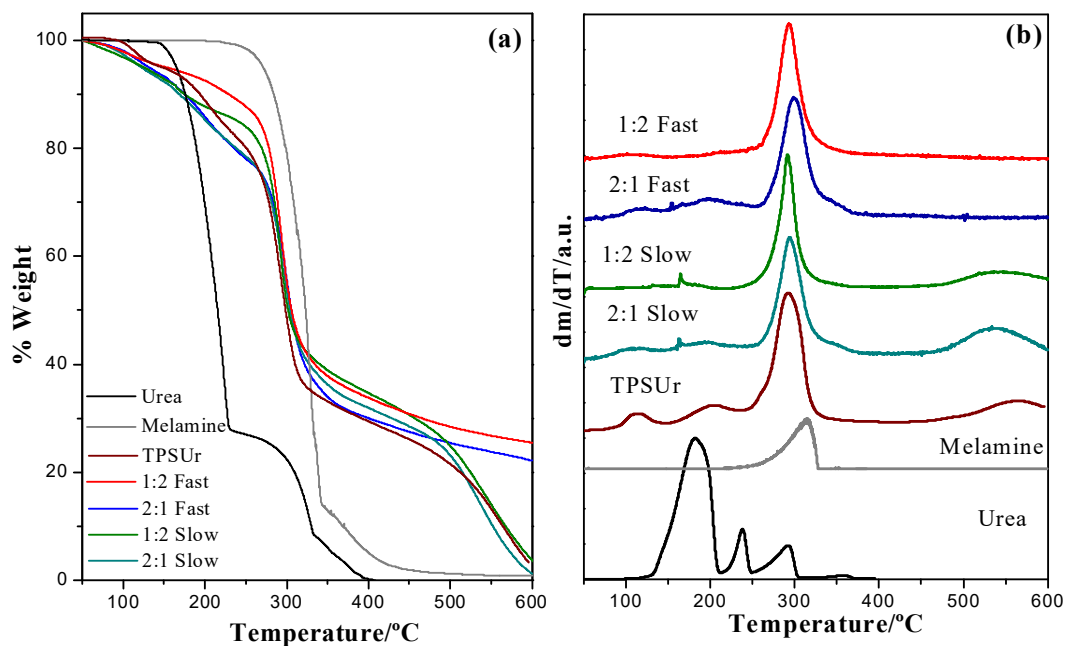 (a)
% Weight
100
80
60
40
20
0
Urea
Melamine
TPSUr
1:2 Fast
2:1 Fast
1:2 Slow
2:1 Slow
100 200 300 400 500 600
Temperature/ºC
(b)
dm/dT/a.u.
1:2 Fast
2:1 Fast
1:2 Slow
2:1 Slow
TPSUr
Melamine
Urea
100 200 300 400 500 600
Temperature/ºC